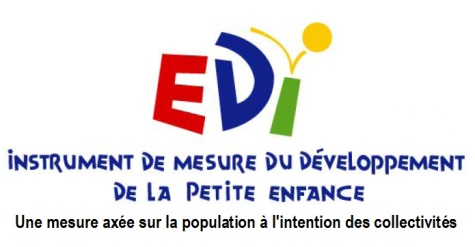 EDI
INSTRUMENT DE MESURE DU DÉVELOPPEMENT
DE LA PETITE ENFANCE
Une mesure axée sur la population à l'intention des collectivités